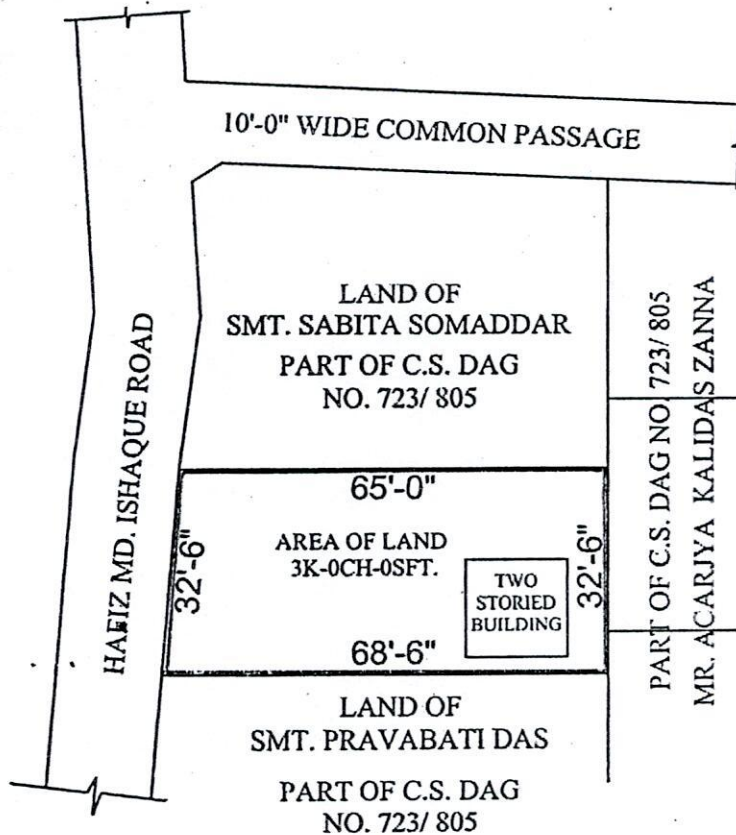 10'-0" WIDE COMMON PASSAGE
LAND OF
SMT. SABITA SOMADDAR
PART OF C.S. DAG
NO. 723/ 805
HAFIZ MD. ISHAQUE ROAD
65'-0"
32'-6"
AREA OF LAND
3K-0CH-0SFT.
TWO
STORIED
BUILDING
32'-6"
68'-6"
PART OF C.S. DAG NO. 723/ 805
MR. ACARJYA KALIDAS ZANNA
LAND OF
SMT. PRAVABATI DAS
PART OF C.S. DAG
NO. 723/ 805